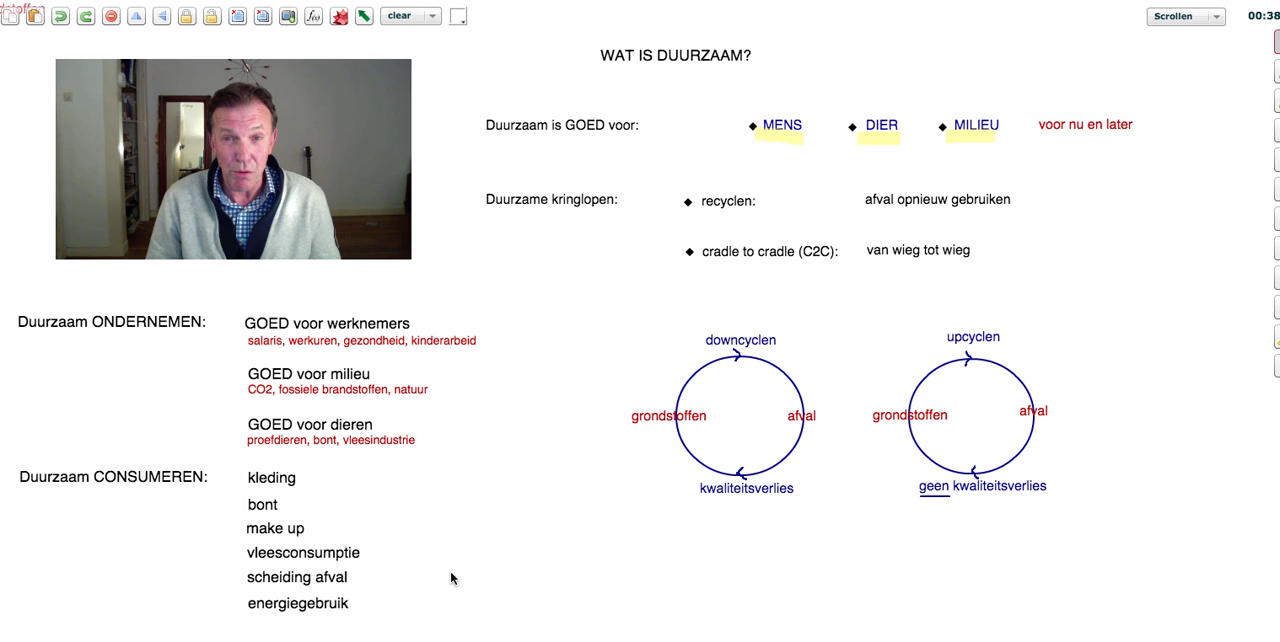 stoffen
clear
Scrollen
00:38
WAT IS DUURZAAM?
Duurzaam is GOED voor: ◆ MENS ◆ DIER ◆ MILIEU voor nu en later
Duurzame kringlopen: ◆ recyclen: afval opnieuw gebruiken
◆ cradle to cradle (C2C): van wieg tot wieg
Duurzaam ONDERNEMEN: GOED voor werknemers
salaris, werkuren, gezondheid, kinderarbeid
GOED voor milieu
CO2, fossiele brandstoffen, natuur
GOED voor dieren
proefdieren, bont, vleesindustrie
Duurzaam CONSUMEREN: kleding
bont
make up
vleesconsumptie
scheiding afval
energiegebruik
downcyclen
grondstoffen afval
kwaliteitsverlies
upcyclen
grondstoffen afval
geen kwaliteitsverlies